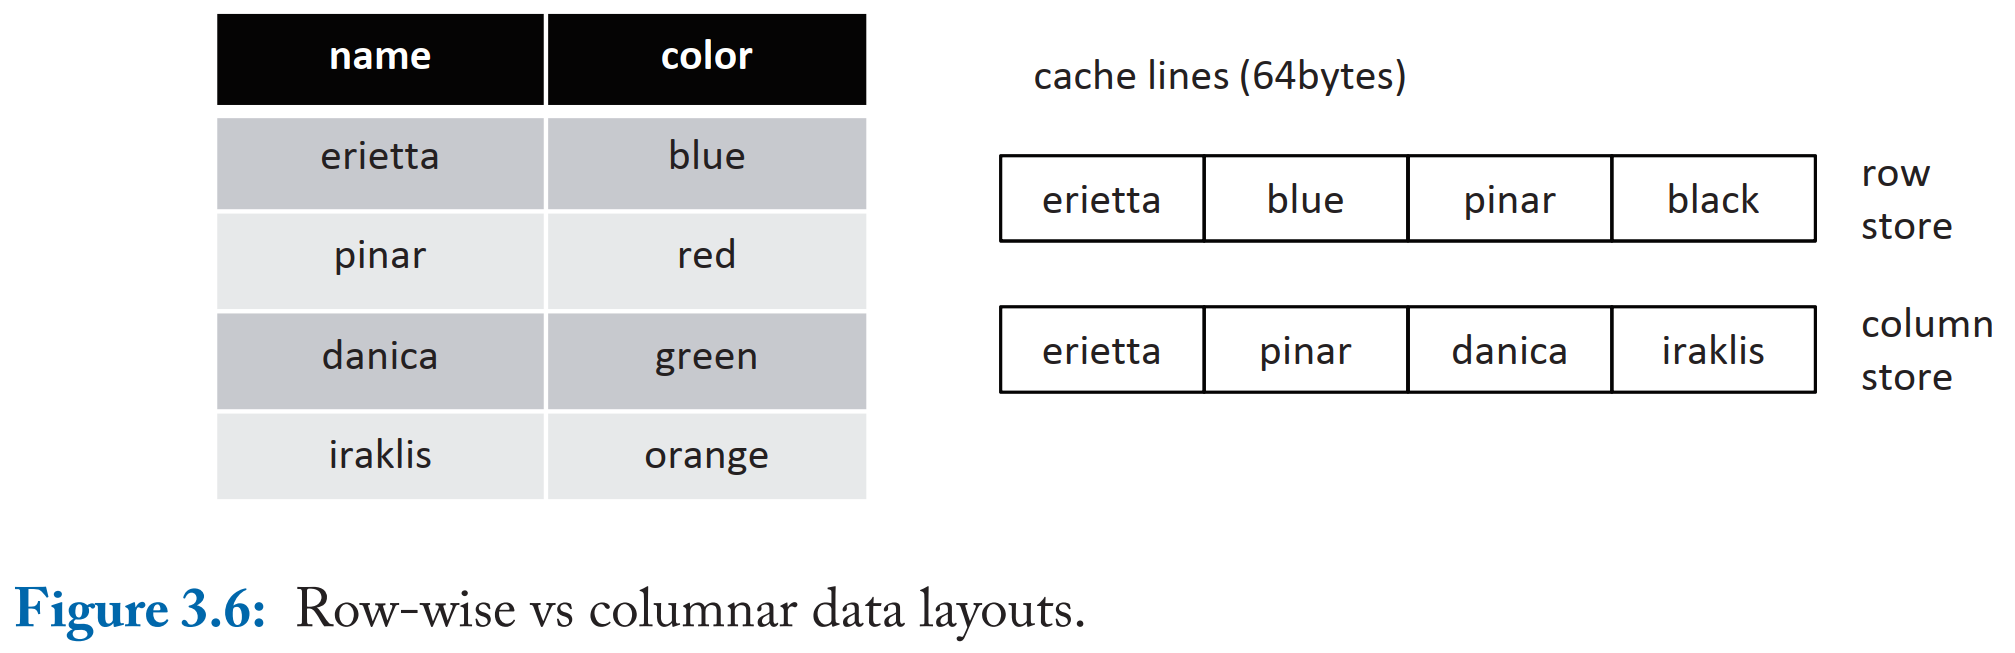 name color
erietta blue
pinar red
danica green
iraklis orange
cache lines (64bytes)
erietta blue pinar black
row
store
erietta pinar danica iraklis
column
store
Figure 3.6: Row-wise vs columnar data layouts.